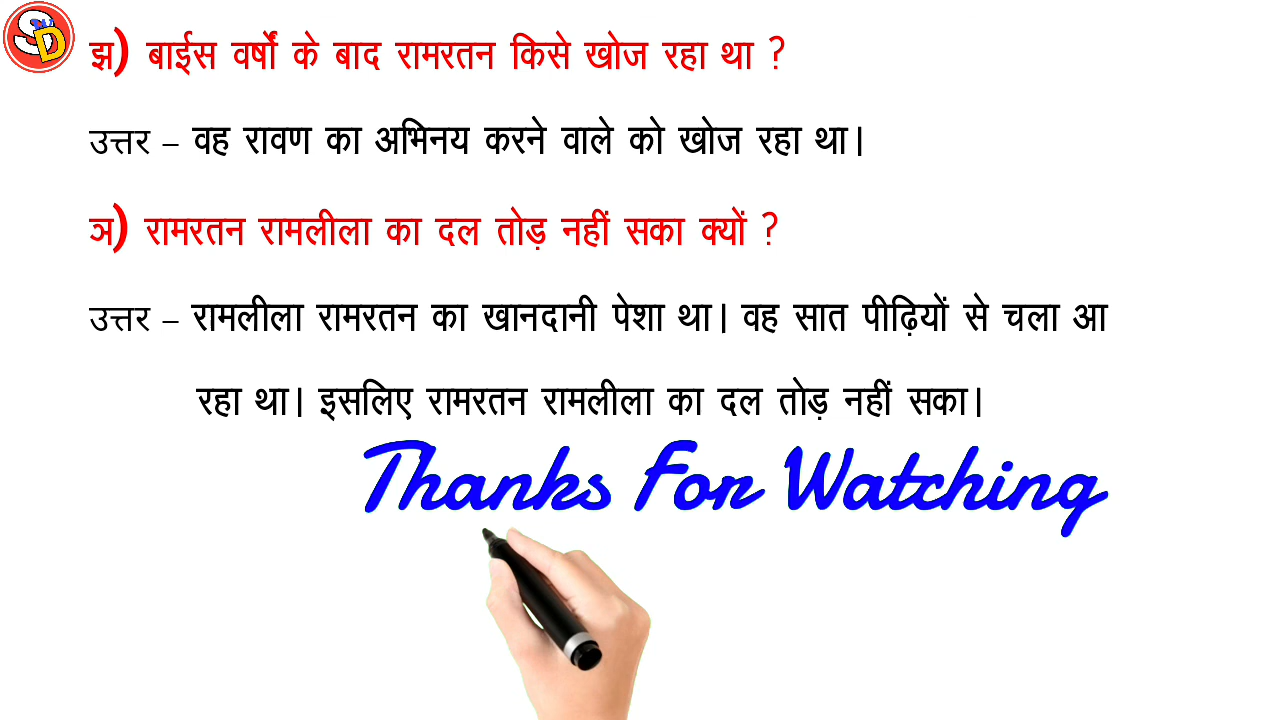 SD
झ) बाईस वर्षों के बाद रामरतन किसे खोज रहा था ?
उत्तर – वह रावण का अभिनय करने वाले को खोज रहा था।
ञ) रामरतन रामलीला का दल तोड़ नहीं सका क्यों ?
उत्तर – रामलीला रामरतन का खानदानी पेशा था। वह सात पीढ़ियों से चला आ
रहा था। इसलिए रामरतन रामलीला का दल तोड़ नहीं सका।
Thanks For Watching